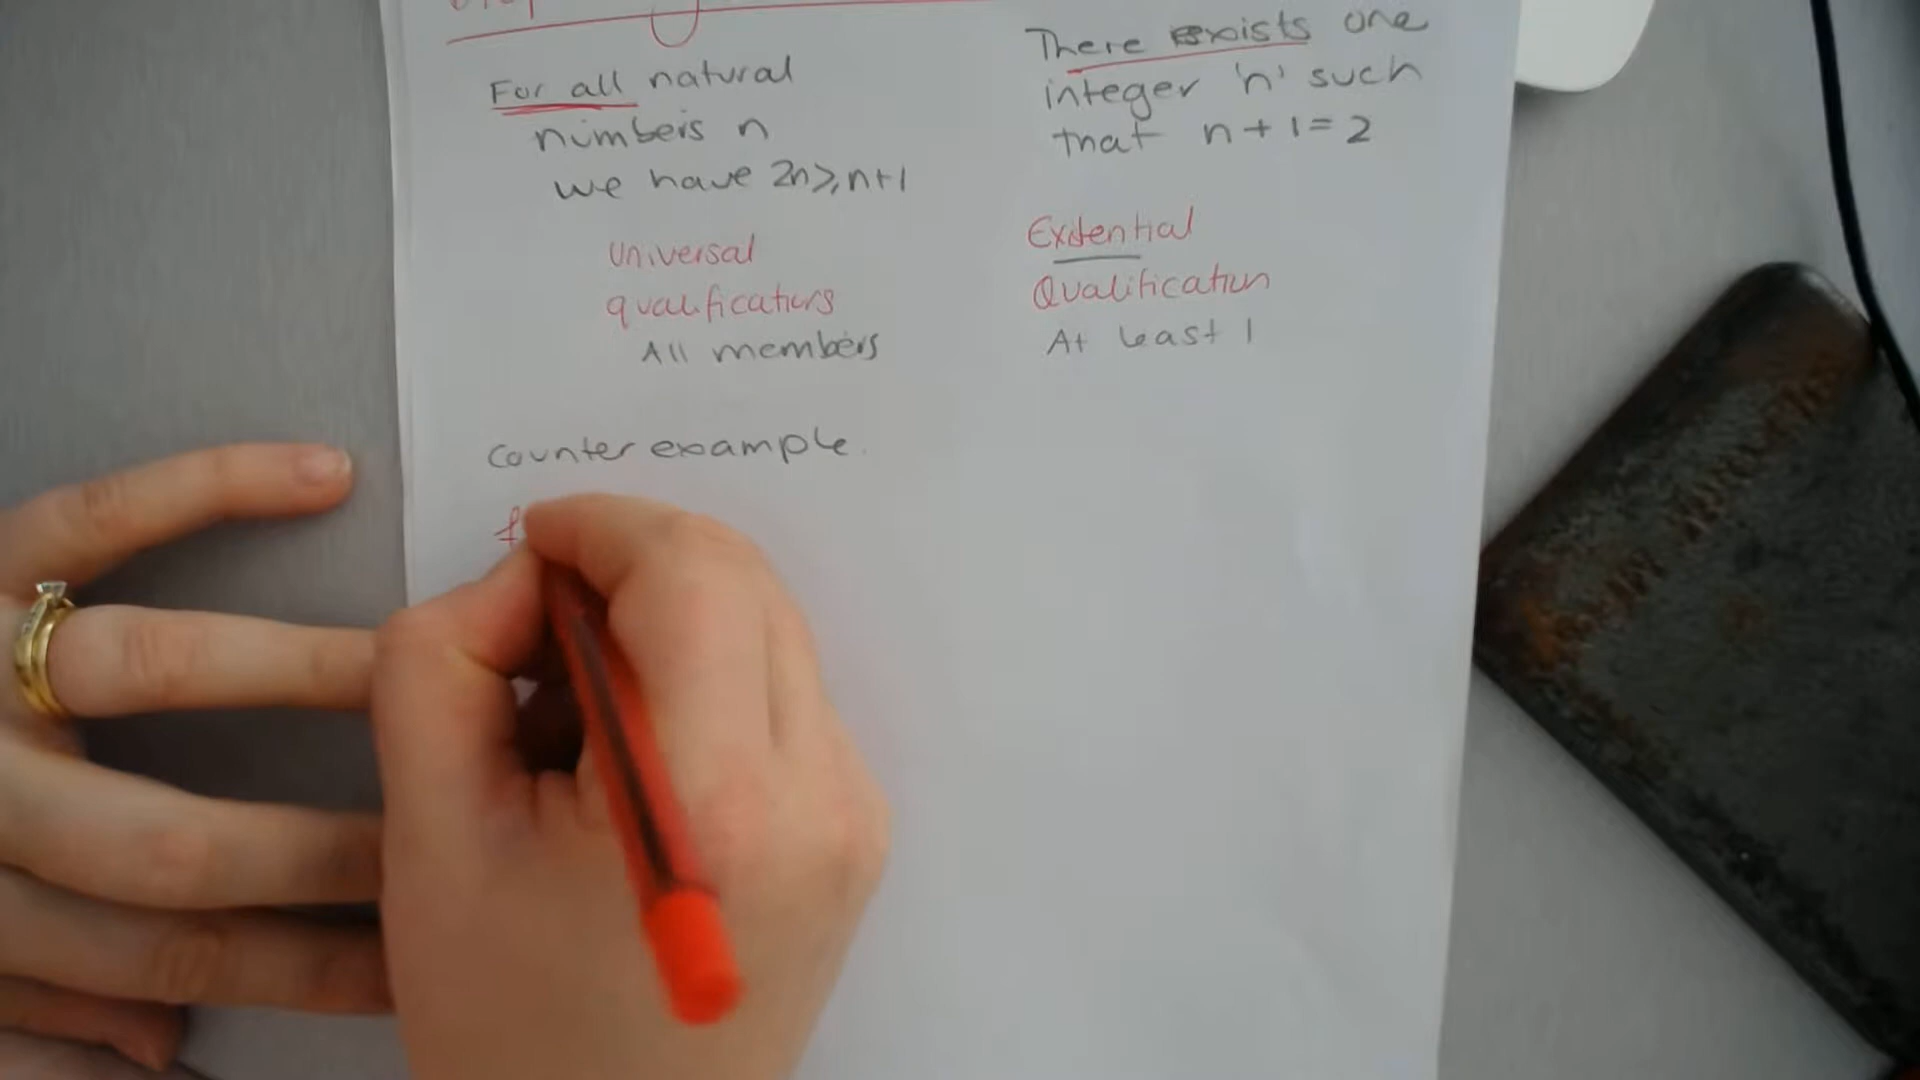 For all natural
numbers n
we have 2n⩾n+1
Universal
qualifications
All members
There exists one
integer 'n' such
that n + 1 = 2
Existential
Qualification
At least 1
counter example.